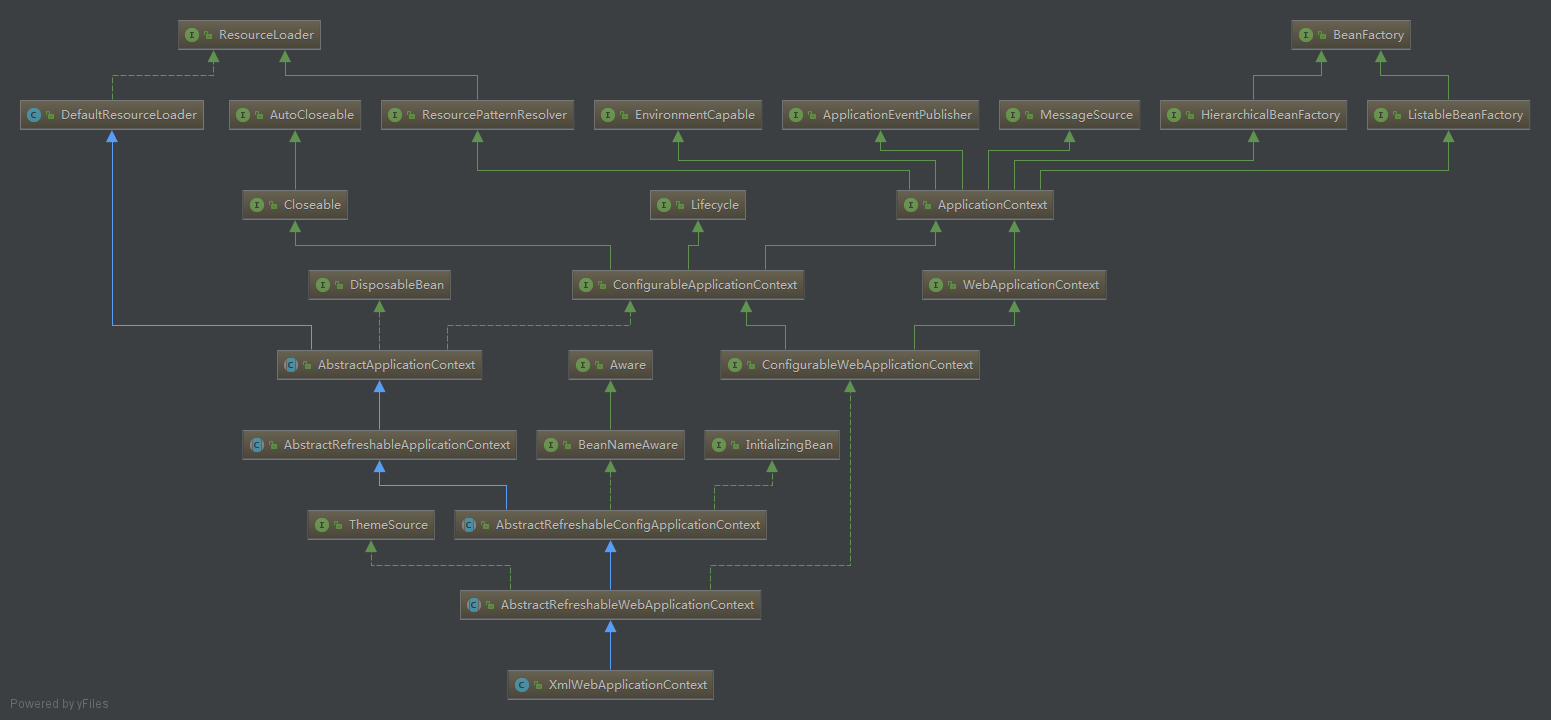 ResourceLoader
BeanFactory
DefaultResourceLoader
AutoCloseable
ResourcePatternResolver
EnvironmentCapable
ApplicationEventPublisher
MessageSource
HierarchicalBeanFactory
ListableBeanFactory
Closeable
Lifecycle
ApplicationContext
DisposableBean
ConfigurableApplicationContext
WebApplicationContext
AbstractApplicationContext
Aware
ConfigurableWebApplicationContext
AbstractRefreshableApplicationContext
BeanNameAware
InitializingBean
ThemeSource
AbstractRefreshableConfigApplicationContext
AbstractRefreshableWebApplicationContext
XmlWebApplicationContext
Powered by yFiles